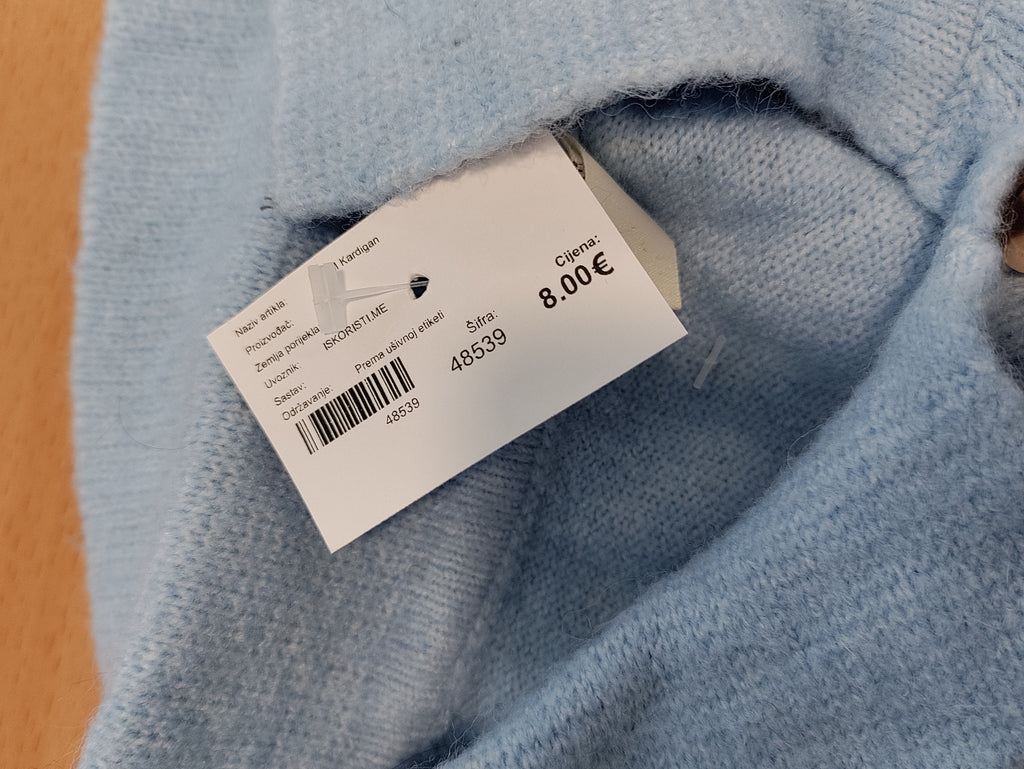 Naziv artikla: Kardigan
Proizvođač:
Zemlja porijekla
Uvoznik: ISKORISTI.ME
Sastav:
Održavanje: Prema ušivnoj etiketi
48539
Šifra:
48539
Cijena:
8.00€